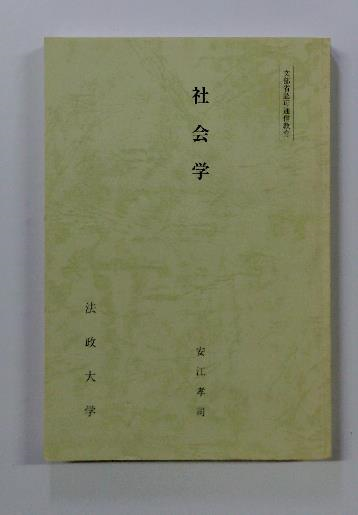 文部省認可通信教育
社会学
安江孝司
法政大学